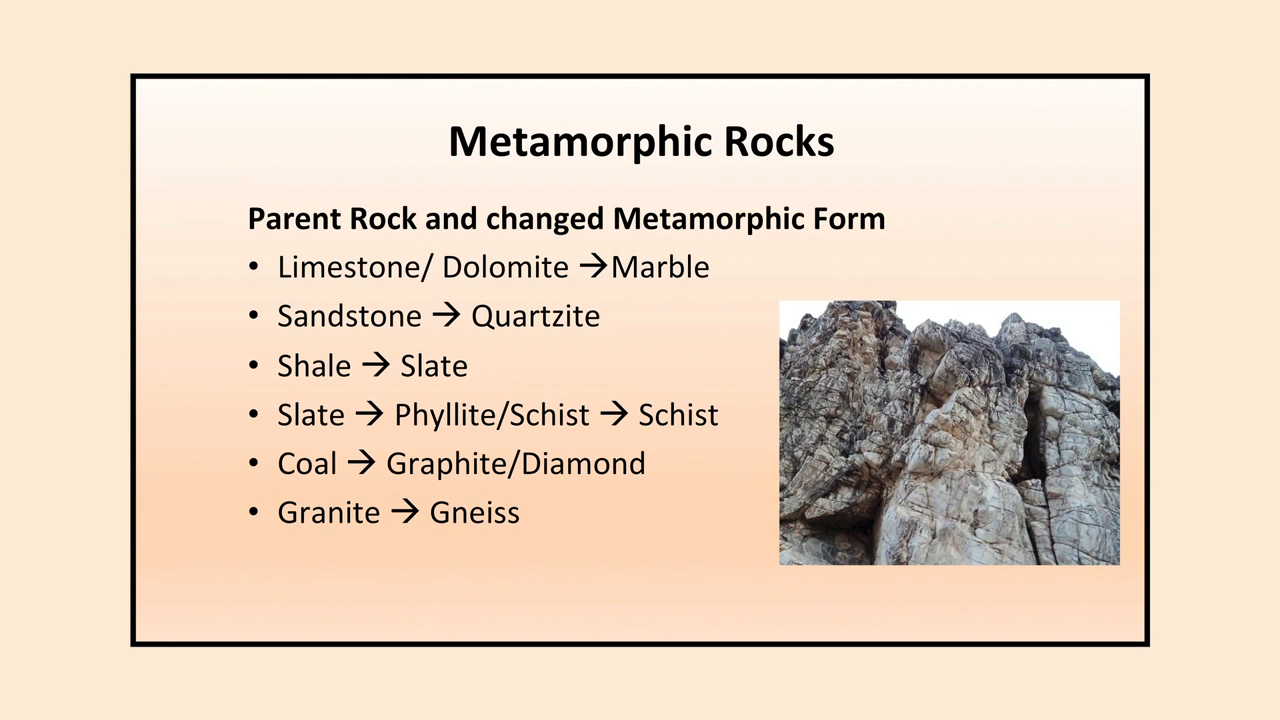 Metamorphic Rocks
Parent Rock and changed Metamorphic Form
• Limestone/ Dolomite →Marble
• Sandstone → Quartzite
• Shale → Slate
• Slate → Phyllite/Schist → Schist
• Coal → Graphite/Diamond
• Granite → Gneiss